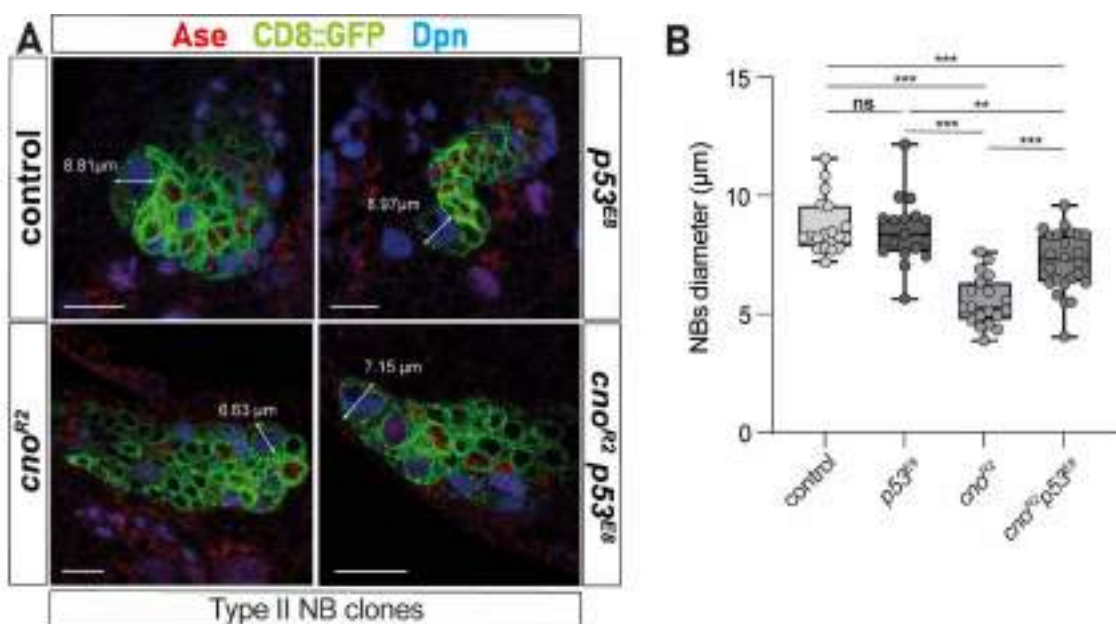 A
Ase CD8::GFP Dpn
control
8.81µm
8.97µm
p53E8
cnoR2
6.63 µm
7.15 µm
cnoR2 p53E8
Type II NB clones
B
NBs diameter (µm)
15
10
5
0
***
***
ns
**
***
***
control
p53E8
cnoR2
cnoR2p53E8